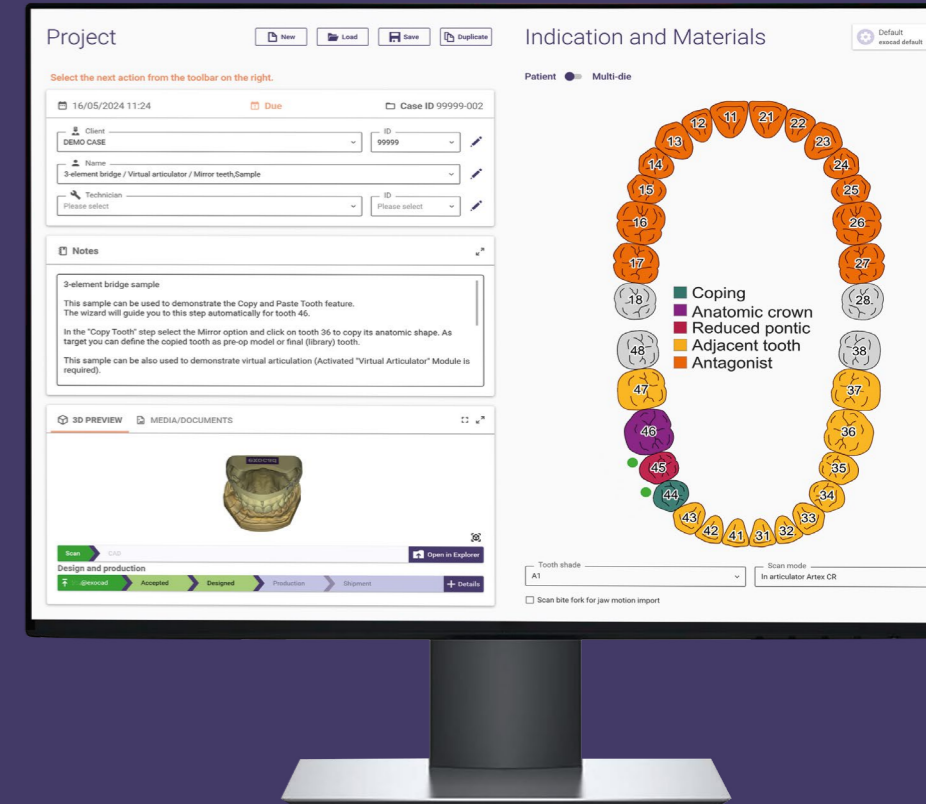 Project
New
Load
Save
Duplicate
Select the next action from the toolbar on the right.
16/05/2024 11:24
Due
Case ID 99999-002
Client
DEMO CASE
ID
99999
Name
3-element bridge / Virtual articulator / Mirror teeth,Sample
Technician
Please select
ID
Please select
Notes
3-element bridge sample
This sample can be used to demonstrate the Copy and Paste Tooth feature.
The wizard will guide you to this step automatically for tooth 46.
In the "Copy Tooth" step select the Mirror option and click on tooth 36 to copy its anatomic shape. As
target you can define the copied tooth as pre-op model or final (library) tooth.
This sample can be also used to demonstrate virtual articulation (Activated "Virtual Articulator" Module is
required).
3D PREVIEW
MEDIA/DOCUMENTS
Scan
CAD
Open in Explorer
Design and production
@exocad
Accepted
Designed
Production
Shipment
+ Details
Indication and Materials
Default
exocad default
Patient
Multi-die
11 21
12 22
13 23
14 24
15 25
16 26
17 27
18 28
Coping
Anatomic crown
Reduced pontic
Adjacent tooth
Antagonist
48 38
47 37
46 36
45 35
44 34
43 33
42 32
41 31
Tooth shade
A1
Scan mode
In articulator Artex CR
Scan bite fork for jaw motion import